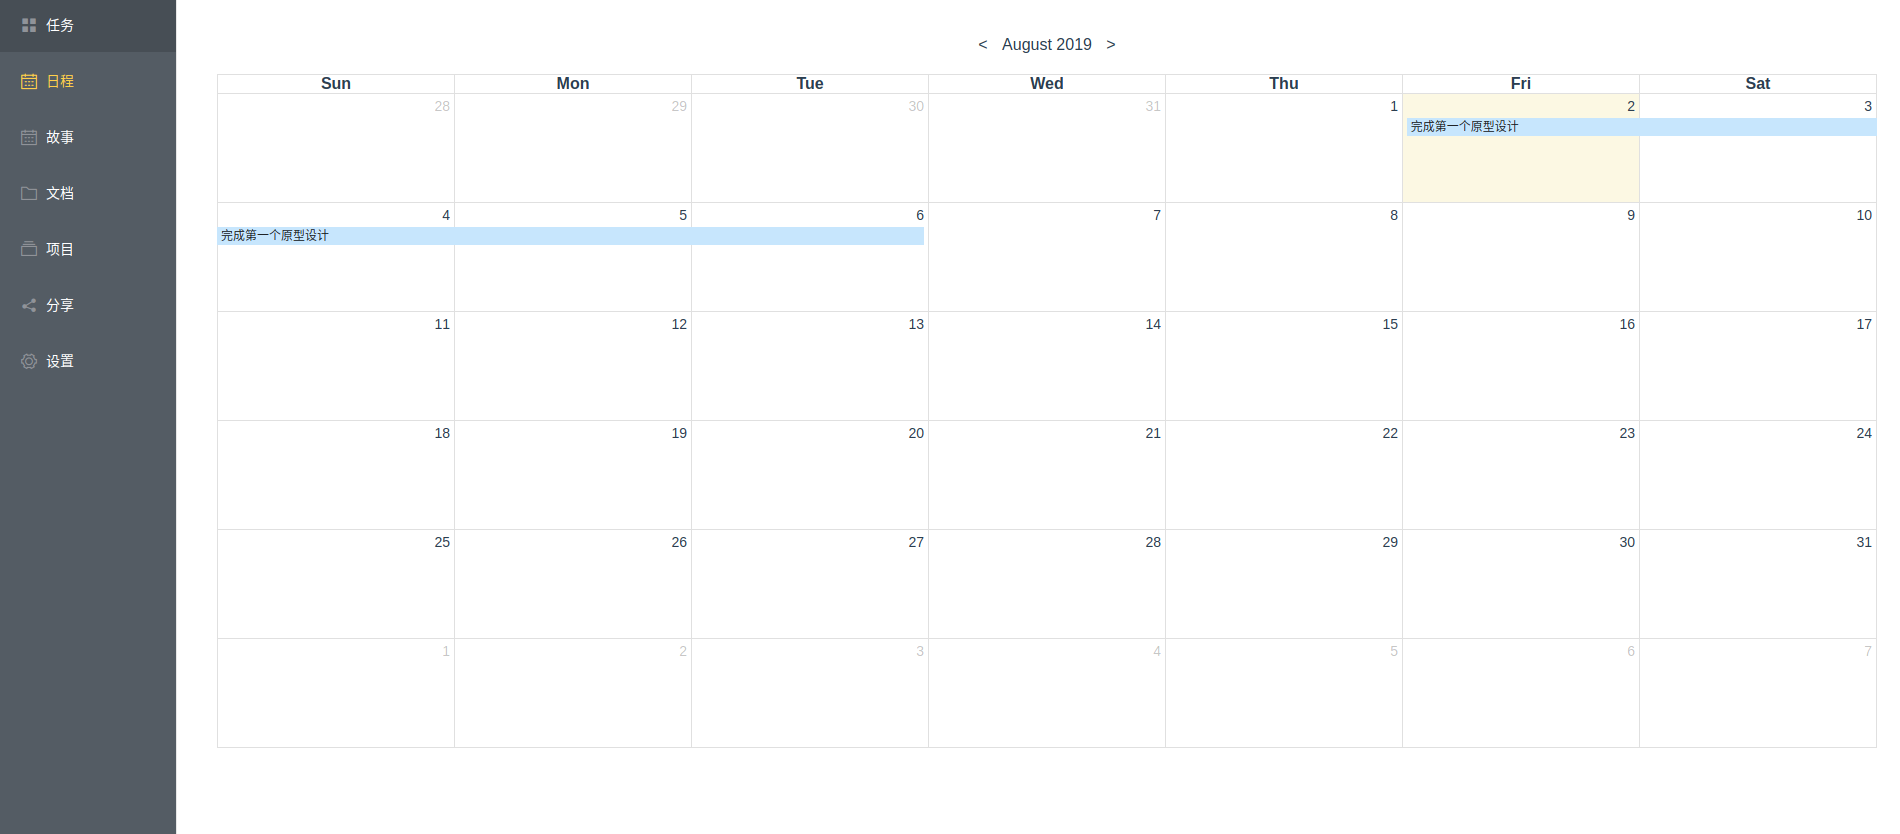 任务
日程
故事
文档
项目
分享
设置
< August 2019 >
Sun Mon Tue Wed Thu Fri Sat
28 29 30 31 1 2 3
完成第一个原型设计
4 5 6 7 8 9 10
完成第一个原型设计
11 12 13 14 15 16 17
18 19 20 21 22 23 24
25 26 27 28 29 30 31
1 2 3 4 5 6 7